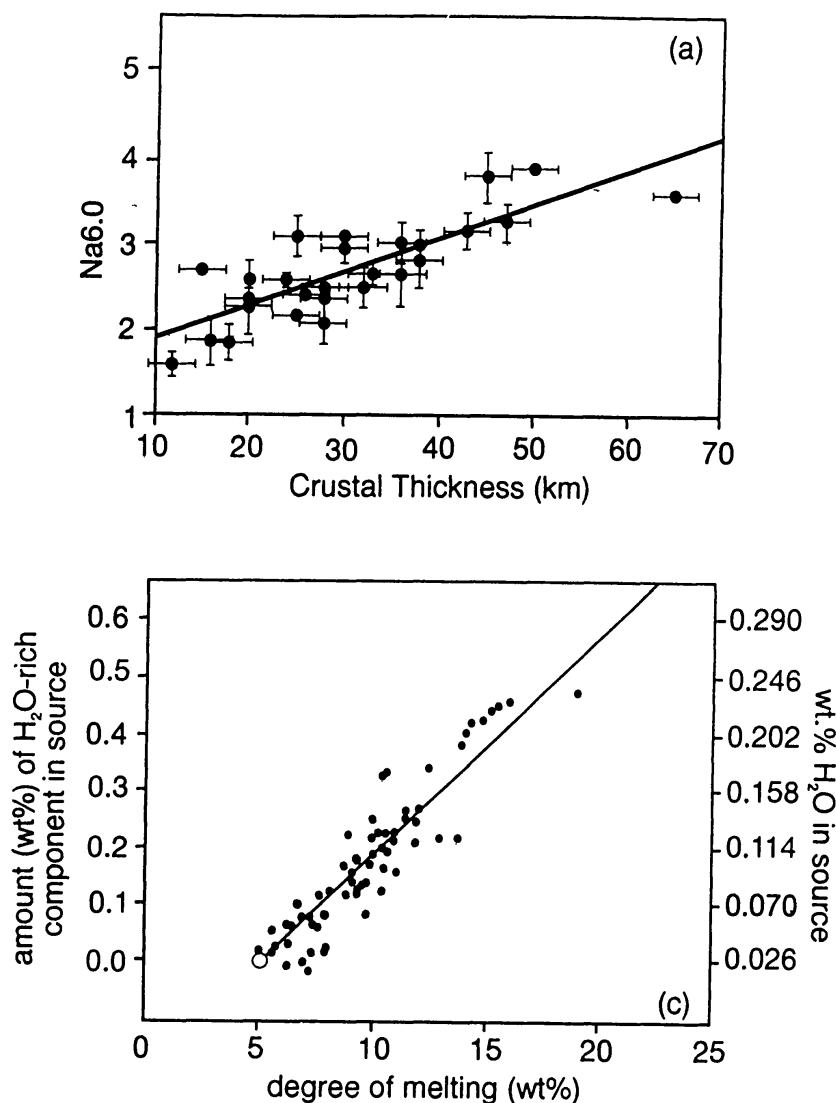 (a)
5
4
3
2
1
Na6.0
10 20 30 40 50 60 70
Crustal Thickness (km)
0.6
0.5
0.4
0.3
0.2
0.1
0.0
amount (wt%) of H₂O-rich
component in source
0.290
0.246
0.202
0.158
0.114
0.070
0.026
wt.% H₂O in source
(c)
0 5 10 15 20 25
degree of melting (wt%)